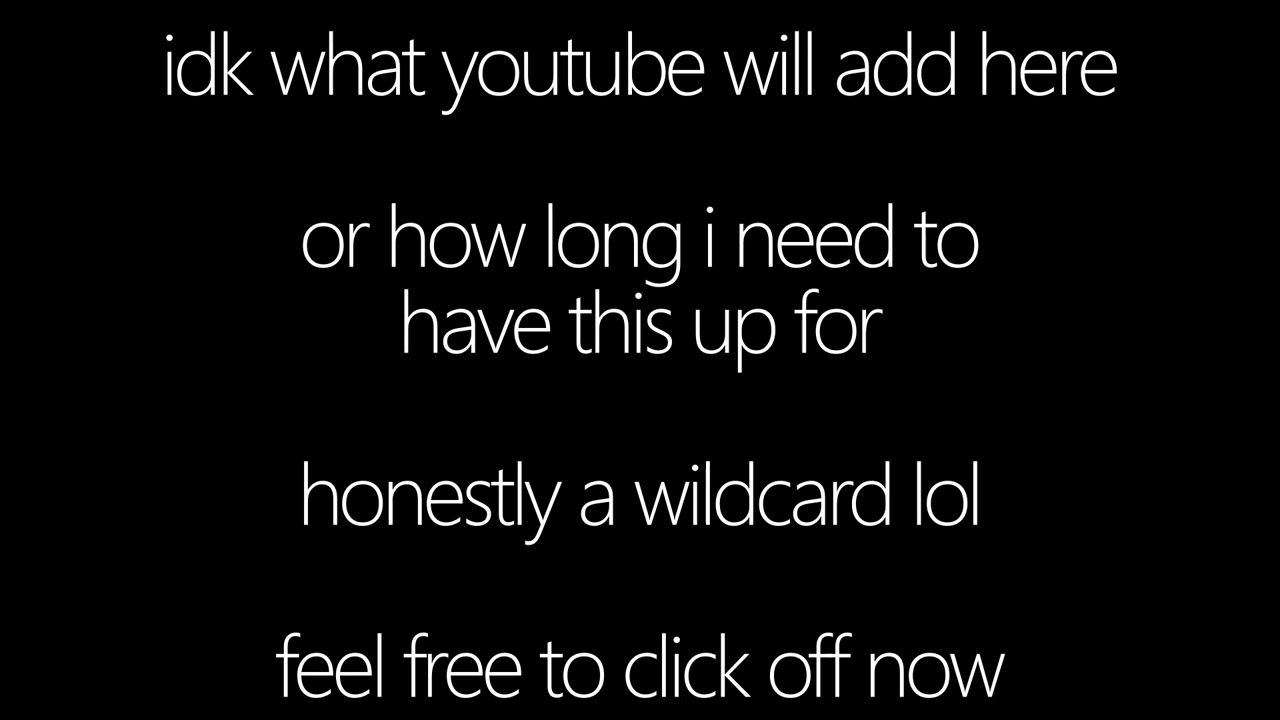 idk what youtube will add here
or how long i need to
have this up for
honestly a wildcard lol
feel free to click off now